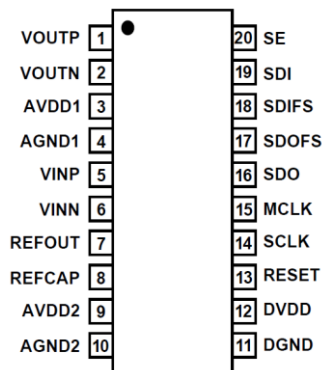 VOUTP 1 20 SE
VOUTN 2 19 SDI
AVDD1 3 18 SDIFS
AGND1 4 17 SDOFS
VINP 5 16 SDO
VINN 6 15 MCLK
REFOUT 7 14 SCLK
REFCAP 8 13 RESET
AVDD2 9 12 DVDD
AGND2 10 11 DGND